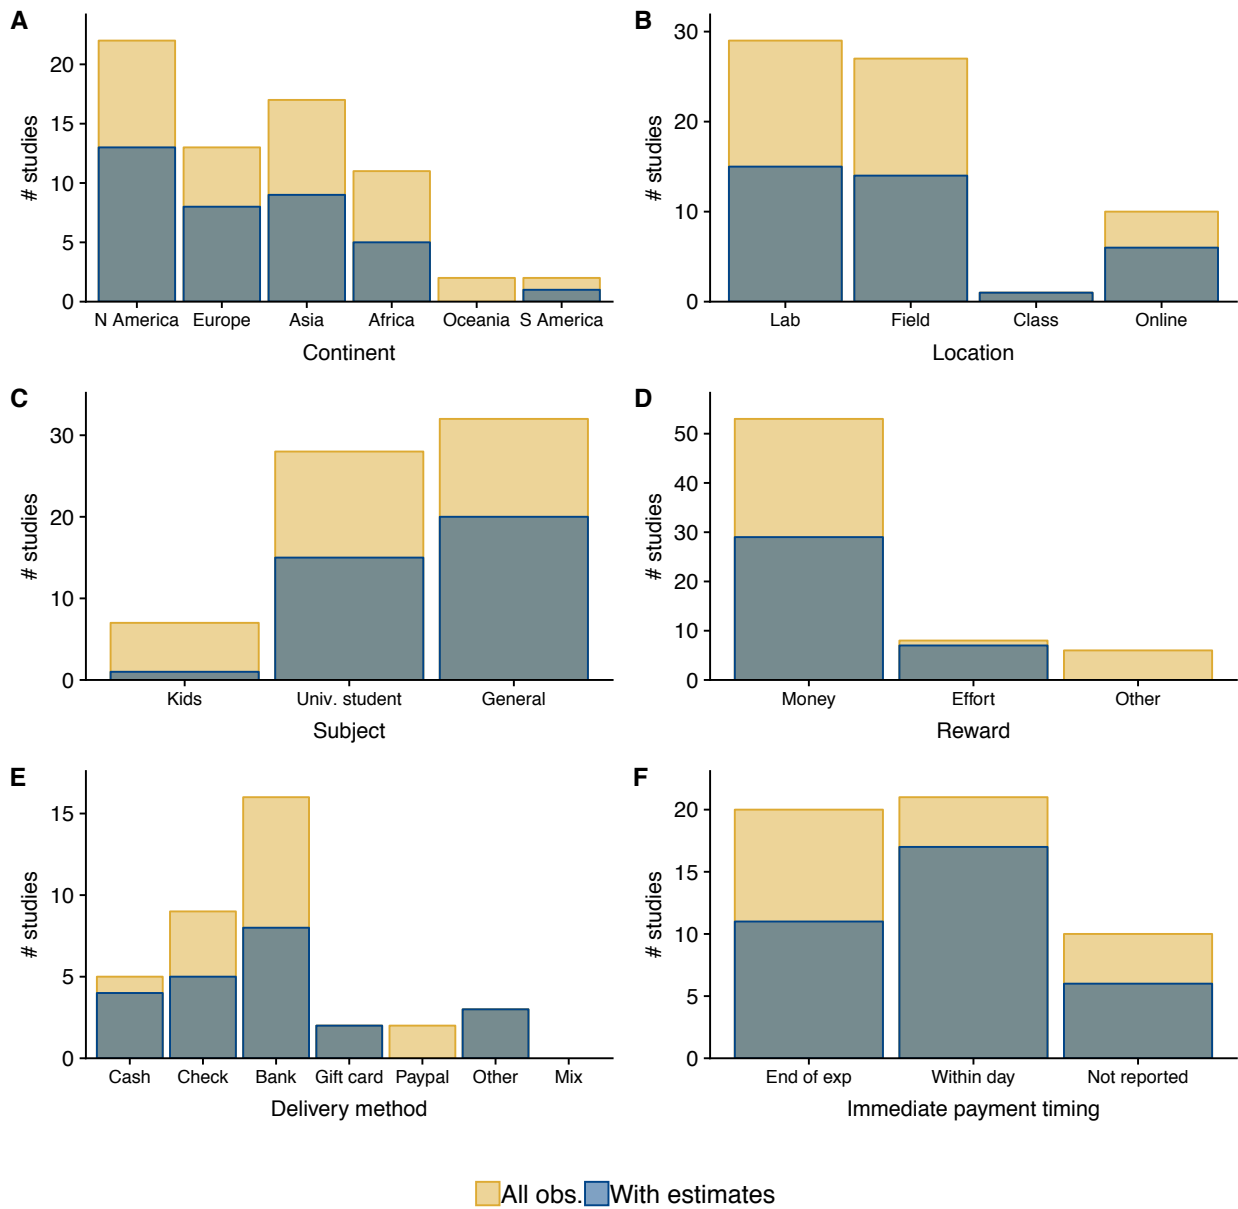 A
# studies
20
15
10
5
0
N America Europe Asia Africa Oceania S America
Continent
B
# studies
30
20
10
0
Lab Field Class Online
Location
C
# studies
30
20
10
0
Kids Univ. student General
Subject
D
# studies
50
40
30
20
10
0
Money Effort Other
Reward
E
# studies
15
10
5
0
Cash Check Bank Gift card Paypal Other Mix
Delivery method
F
# studies
20
15
10
5
0
End of exp Within day Not reported
Immediate payment timing
All obs. With estimates